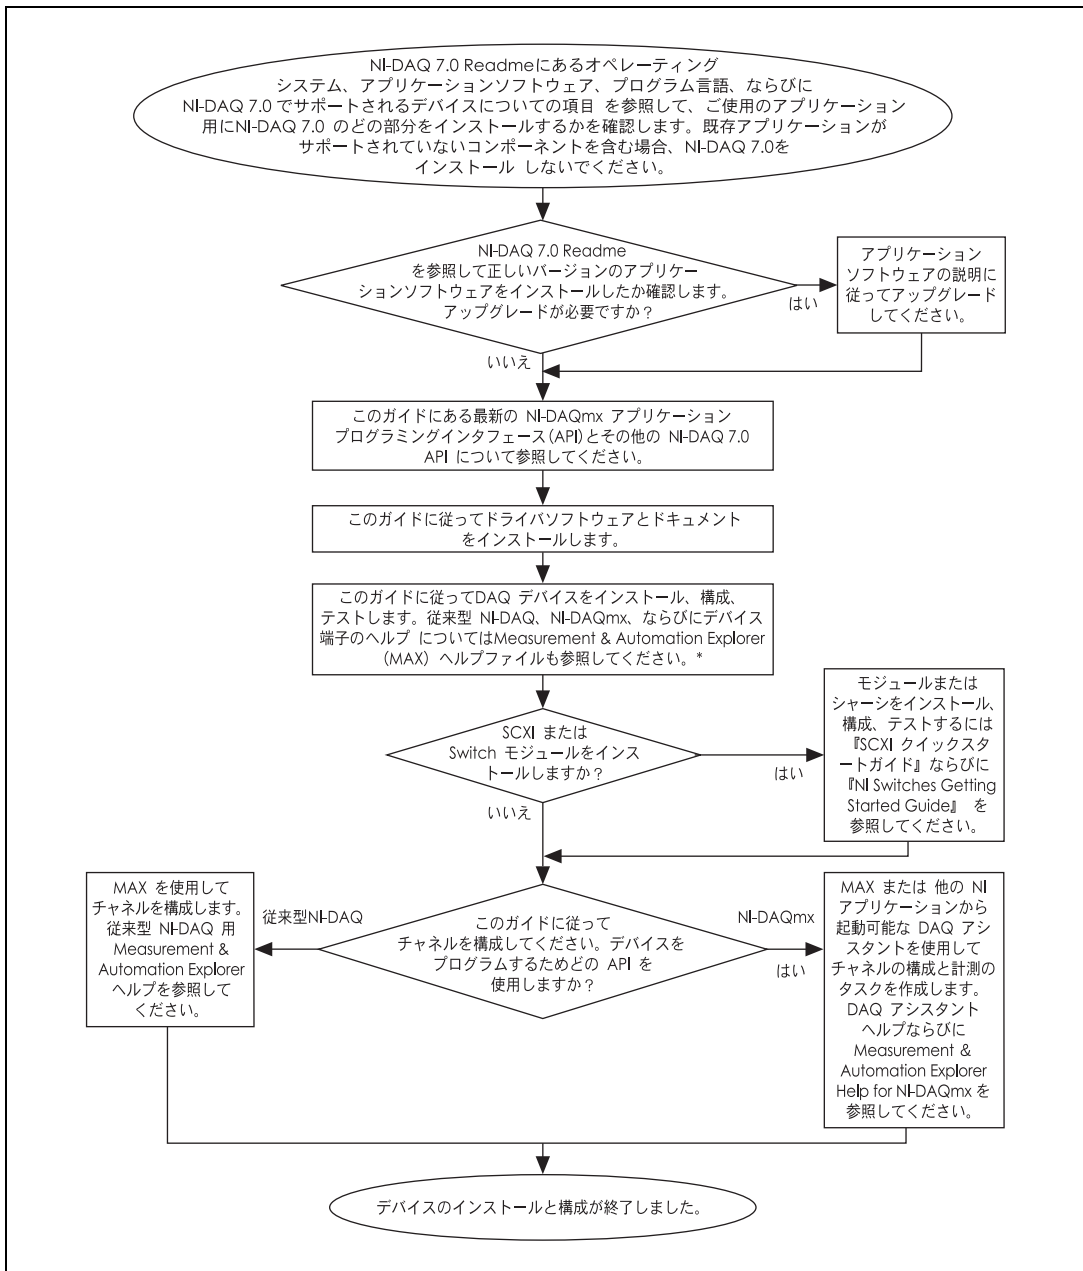 NI-DAQ 7.0 Readmeにあるオペレーティング
システム、アプリケーションソフトウェア、プログラム言語、ならびに
NI-DAQ 7.0 でサポートされるデバイスについての項目 を参照して、ご使用のアプリケーション
用にNI-DAQ 7.0 のどの部分をインストールするかを確認します。既存アプリケーションが
サポートされていないコンポーネントを含む場合、NI-DAQ 7.0を
インストール しないでください。
NI-DAQ 7.0 Readme
を参照して正しいバージョンのアプリケー
ションソフトウェアをインストールしたか確認します。
アップグレードが必要ですか？
はい
アプリケーション
ソフトウェアの説明に
従ってアップグレード
してください。
いいえ
このガイドにある最新の NI-DAQmx アプリケーション
プログラミングインタフェース(API)とその他の NI-DAQ 7.0
API について参照してください。
このガイドに従ってドライバソフトウェアとドキュメント
をインストールします。
このガイドに従ってDAQ デバイスをインストール、構成、
テストします。従来型 NI-DAQ、NI-DAQmx、ならびにデバイス
端子のヘルプ についてはMeasurement & Automation Explorer
(MAX) ヘルプファイルも参照してください。*
SCXI または
Switch モジュールをインス
トールしますか？
はい
モジュールまたは
シャーシをインストール、
構成、テストするには
『SCXI クイックスタ
ートガイド』ならびに
『NI Switches Getting
Started Guide』 を
参照してください。
いいえ
MAX を使用して
チャネルを構成します。
従来型 NI-DAQ 用
Measurement &
Automation Explorer
ヘルプを参照して
ください。
従来型NI-DAQ
このガイドに従って
チャネルを構成してください。デバイスを
プログラムするためどの API を
使用しますか？
NI-DAQmx
はい
MAX または 他の NI
アプリケーションから
起動可能な DAQ アシ
スタントを使用して
チャネルの構成と計測の
タスクを作成します。
DAQ アシスタント
ヘルプならびに
Measurement &
Automation Explorer
Help for NI-DAQmx を
参照してください。
デバイスのインストールと構成が終了しました。